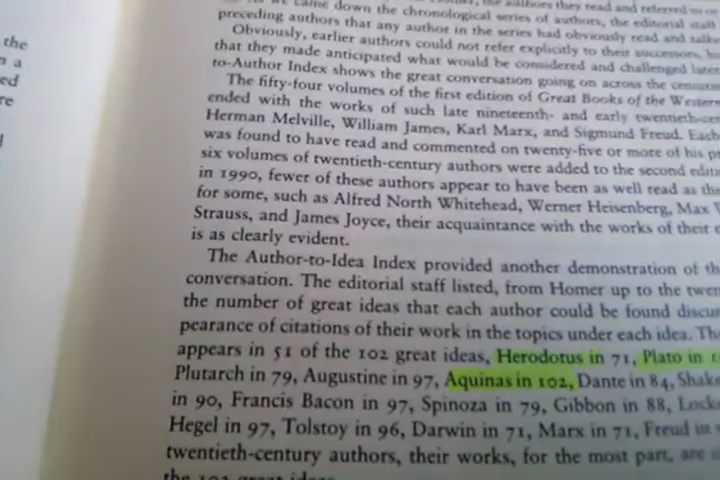 the
n a
ed
re
came down the chronological series of authors, the editorial staff
preceding authors that any author in the series had obviously read and
Obviously, earlier authors could not refer explicitly to their successors,
that they made anticipated what would be considered and challenged later
to-Author Index shows the great conversation going on across the
The fifty-four volumes of the first edition of Great Books of the Western
ended with the works of such late nineteenth- and early twentieth-
Herman Melville, William James, Karl Marx, and Sigmund Freud. Each
was found to have read and commented on twenty-five or more of his
six volumes of twentieth-century authors were added to the second
in 1990, fewer of these authors appear to have been as well read as
for some, such as Alfred North Whitehead, Werner Heisenberg, Max
Strauss, and James Joyce, their acquaintance with the works of their
is as clearly evident.
The Author-to-Idea Index provided another demonstration of
conversation. The editorial staff listed, from Homer up to the
the number of great ideas that each author could be found
pearance of citations of their work in the topics under each idea.
appears in 51 of the 102 great ideas, Herodotus in 71, Plato in
Plutarch in 79, Augustine in 97, Aquinas in 102, Dante in 84,
in 90, Francis Bacon in 97, Spinoza in 79, Gibbon in 88,
Hegel in 97, Tolstoy in 96, Darwin in 71, Marx in 71, Freud in
twentieth-century authors, their works, for the most part, are
the 102 great ideas